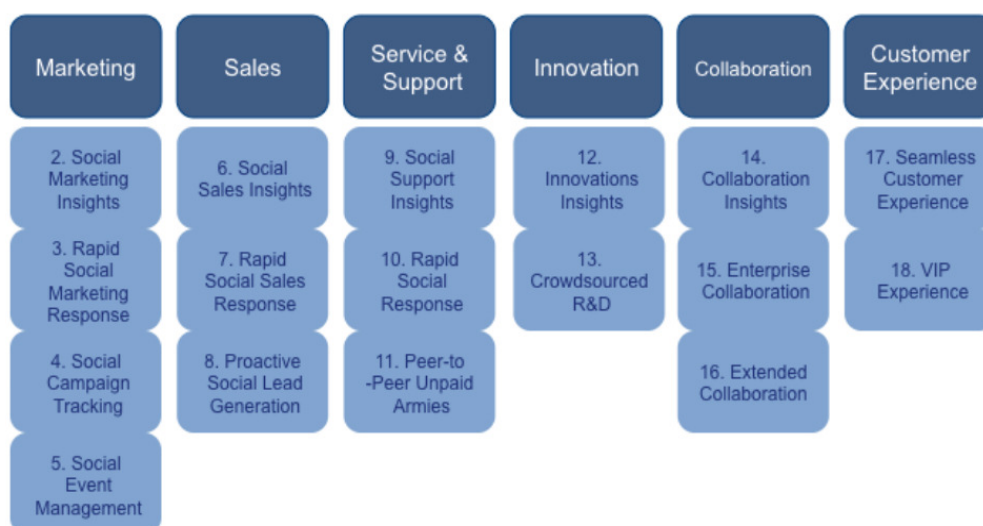 Marketing
Sales
Service &
Support
Innovation
Collaboration
Customer
Experience
2. Social
Marketing
Insights
3. Rapid
Social
Marketing
Response
4. Social
Campaign
Tracking
5. Social
Event
Management
6. Social
Sales Insights
7. Rapid
Social Sales
Response
8. Proactive
Social Lead
Generation
9. Social
Support
Insights
10. Rapid
Social
Response
11. Peer-to
-Peer Unpaid
Armies
12.
Innovations
Insights
13.
Crowdsourced
R&D
14.
Collaboration
Insights
15. Enterprise
Collaboration
16. Extended
Collaboration
17. Seamless
Customer
Experience
18. VIP
Experience